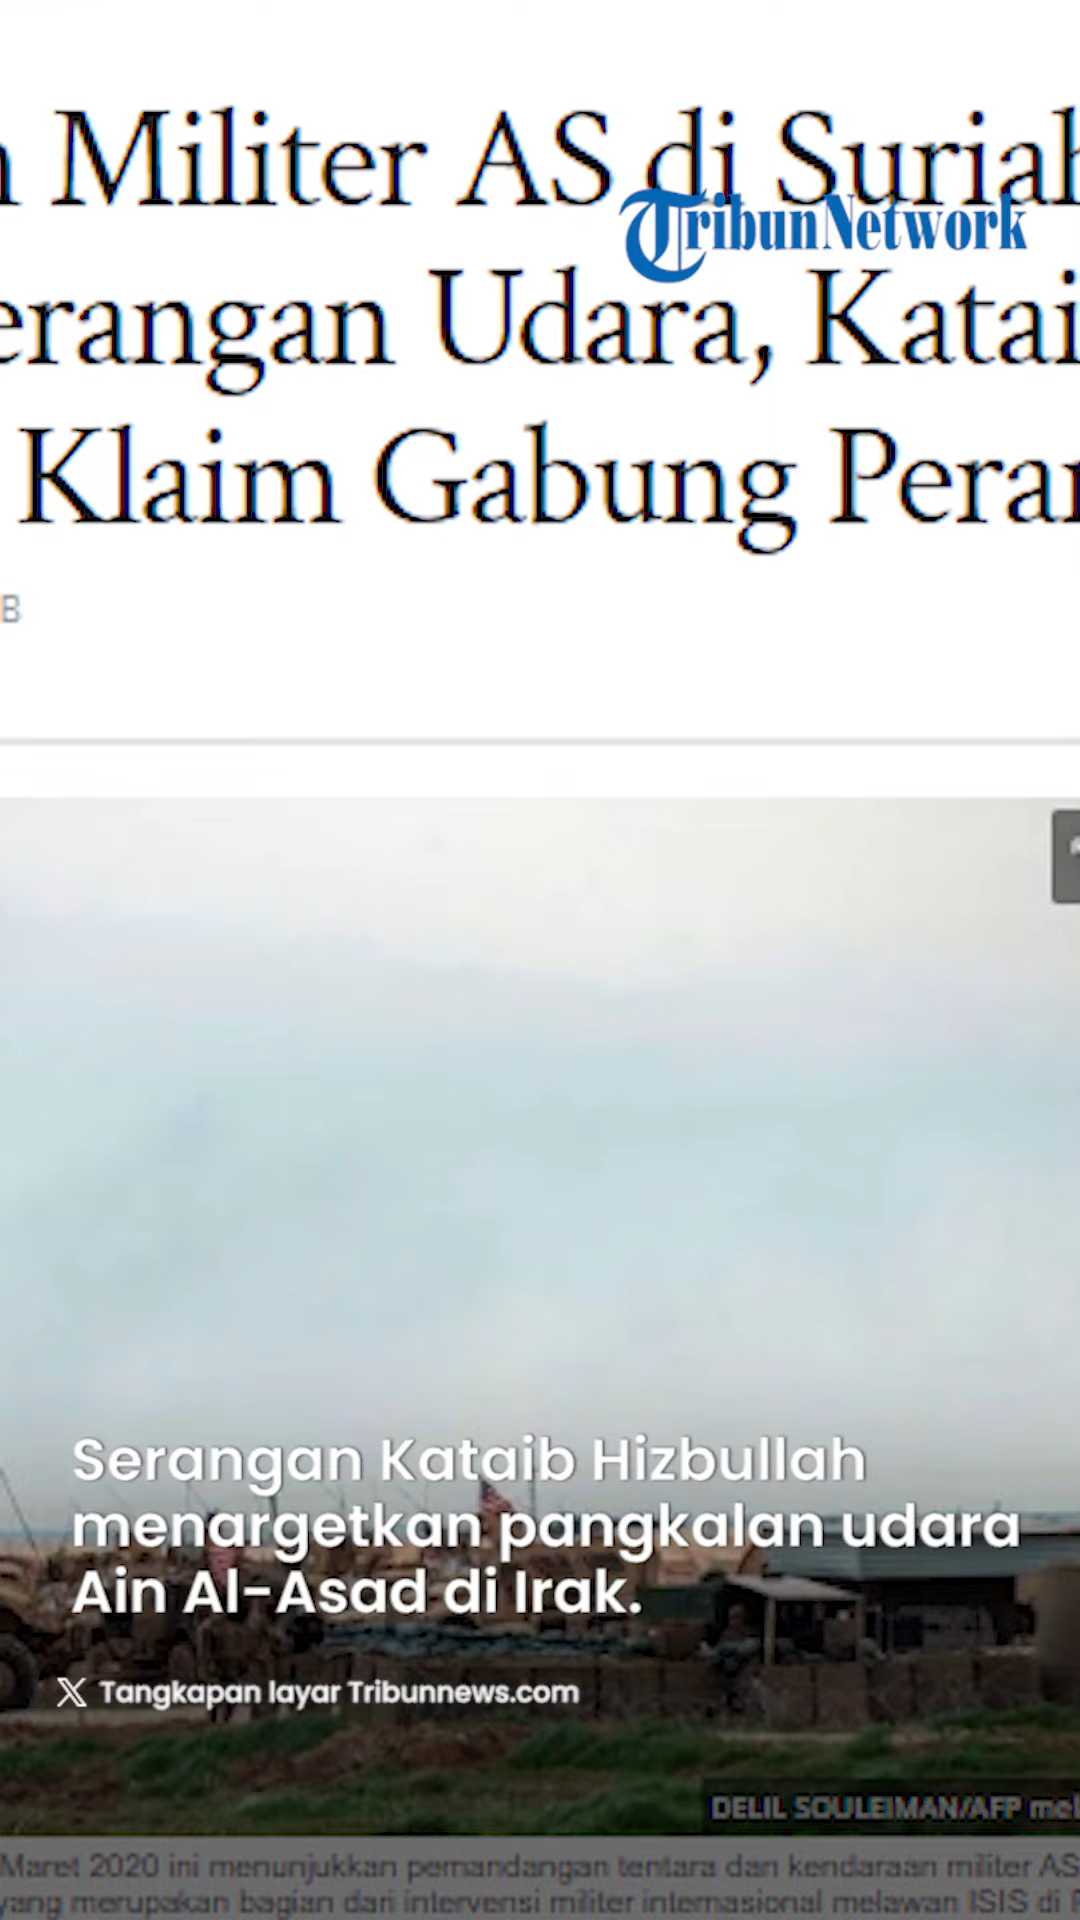 Militer AS di Suriah
TribunNetwork
erangan Udara, Katai
Klaim Gabung Peran
B
Serangan Kataib Hizbullah
menargetkan pangkalan udara
Ain Al-Asad di Irak.
X Tangkapan layar Tribunnews.com
DELIL SOULEIMAN/AFP mel
Maret 2020 ini menunjukkan pemandangan tentara dan kendaraan militer AS
yang merupakan bagian dari intervensi militer internasional melawan ISIS di